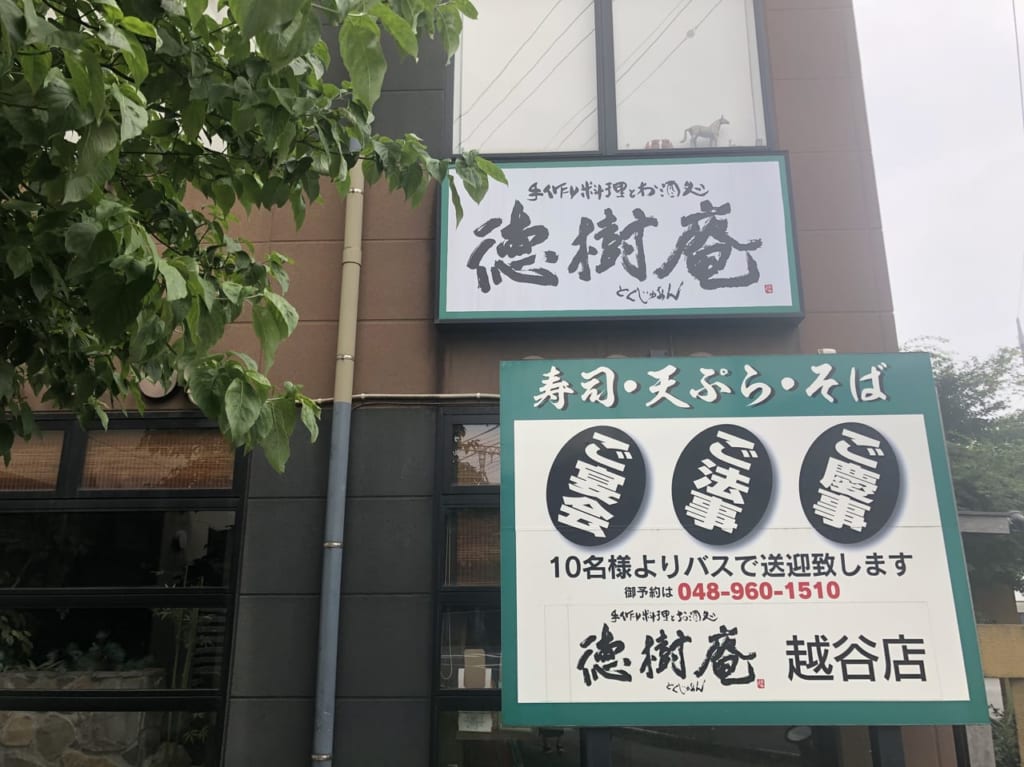 手作り料理とお酒処
徳樹庵
とくじゅあん
寿司・天ぷら・そば
ご宴会 ご法事 ご慶事
10名様よりバスで送迎致します
御予約は 048-960-1510
手作り料理とお酒処
徳樹庵 越谷店
とくじゅあん